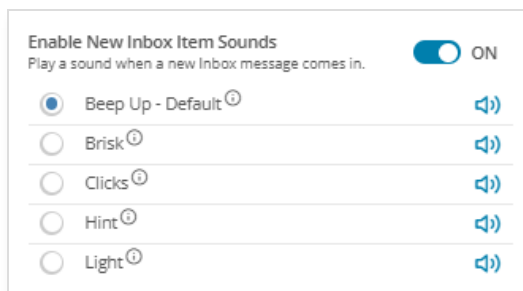 Enable New Inbox Item Sounds
ON
Play a sound when a new Inbox message comes in.
Beep Up - Default
Brisk
Clicks
Hint
Light